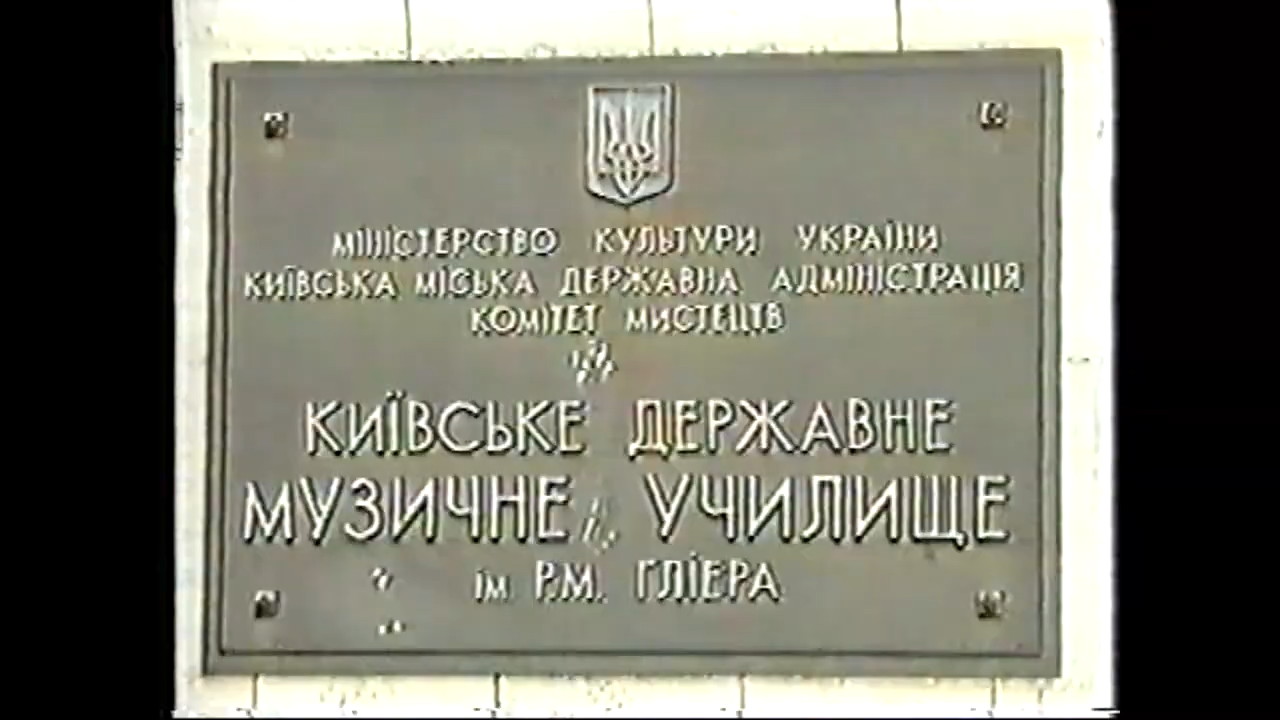 МІНІСТЕРСТВО КУЛЬТУРИ УКРАЇНИ
КИЇВСЬКА МІСЬКА ДЕРЖАВНА АДМІНІСТРАЦІЯ
КОМІТЕТ МИСТЕЦТВ
КИЇВСЬКЕ ДЕРЖАВНЕ
МУЗИЧНЕ УЧИЛИЩЕ
ім Р.М. ГЛІЄРА